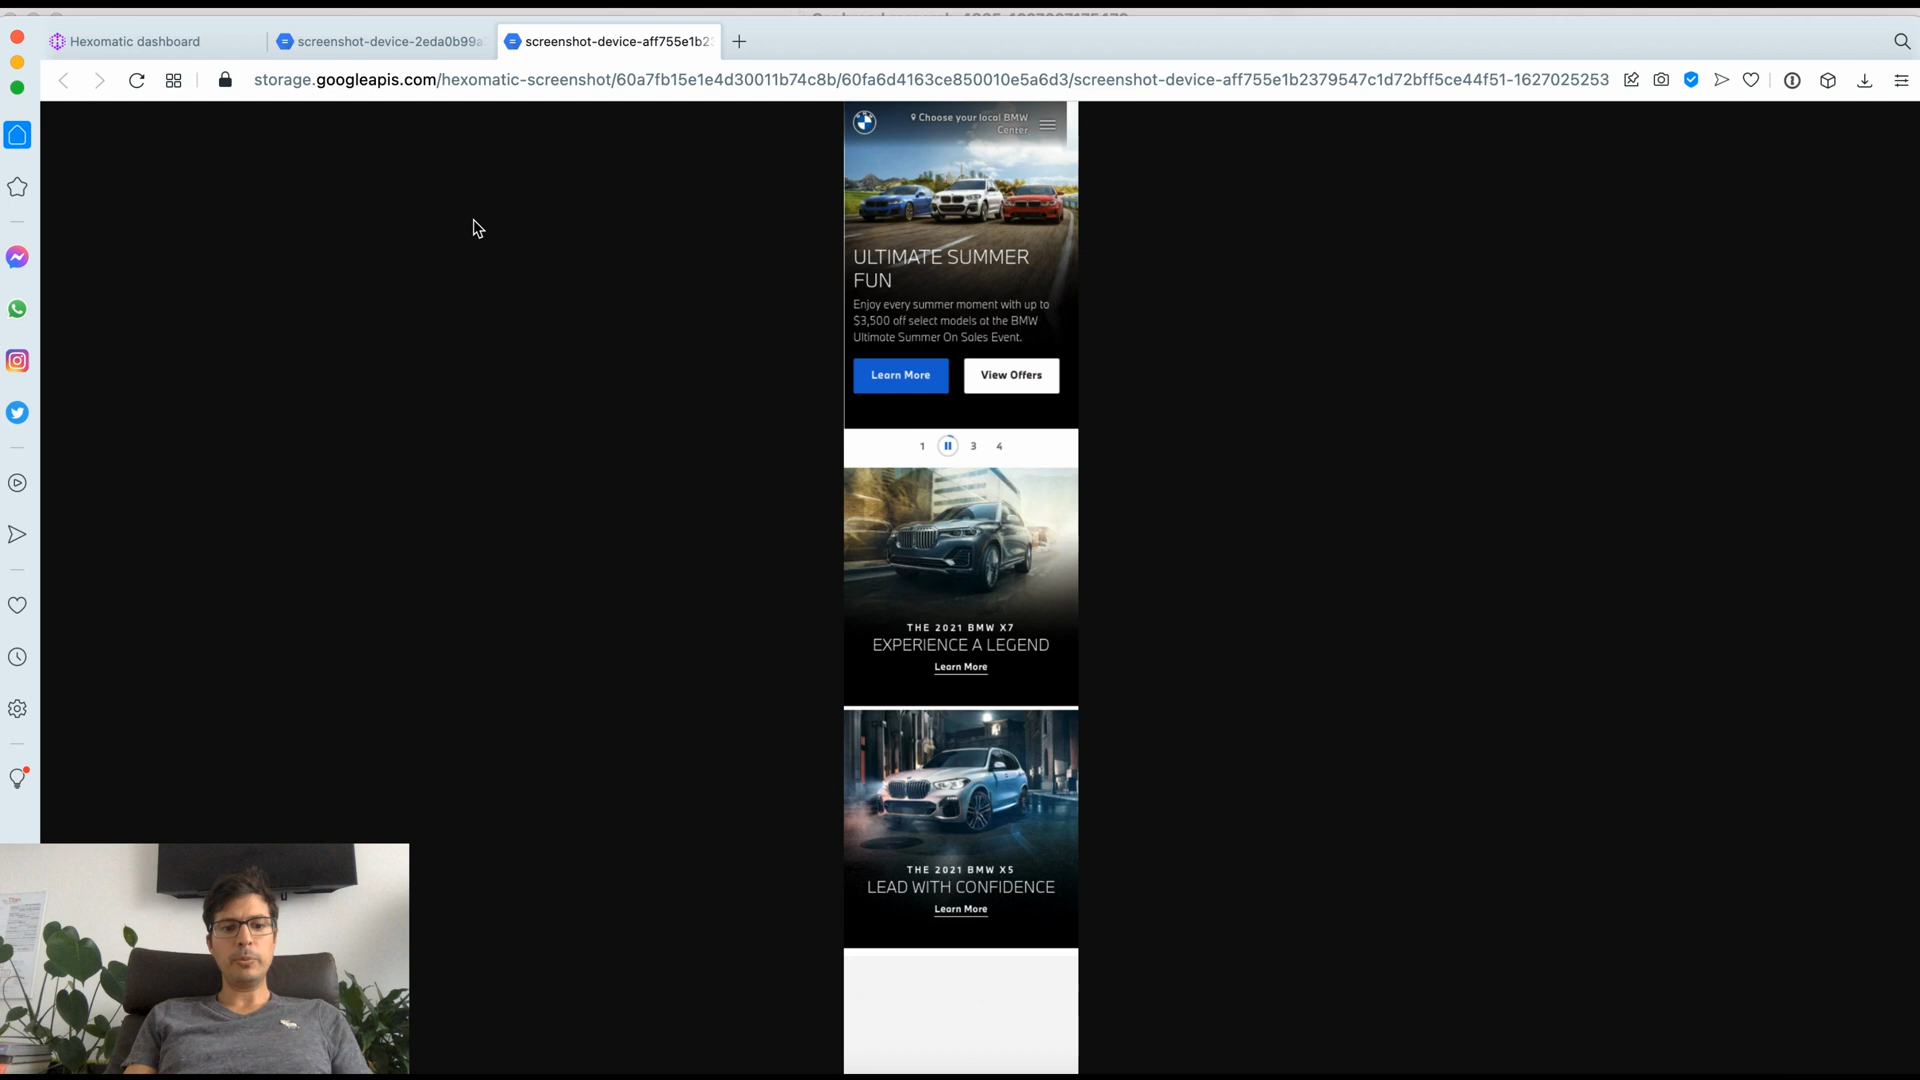 Hexomatic dashboard
screenshot-device-2eda0b99a
screenshot-device-aff755e1b23
storage.googleapis.com/hexomatic-screenshot/60a7fb15e1e4d30011b74c8b/60fa6d4163ce850010e5a6d3/screenshot-device-aff755e1b2379547c1d72bff5ce44f51-1627025253
Choose your local BMW
Center
ULTIMATE SUMMER
FUN
Enjoy every summer moment with up to
$3,500 off select models at the BMW
Ultimate Summer On Sales Event.
Learn More
View Offers
1 3 4
THE 2021 BMW X7
EXPERIENCE A LEGEND
Learn More
THE 2021 BMW X5
LEAD WITH CONFIDENCE
Learn More